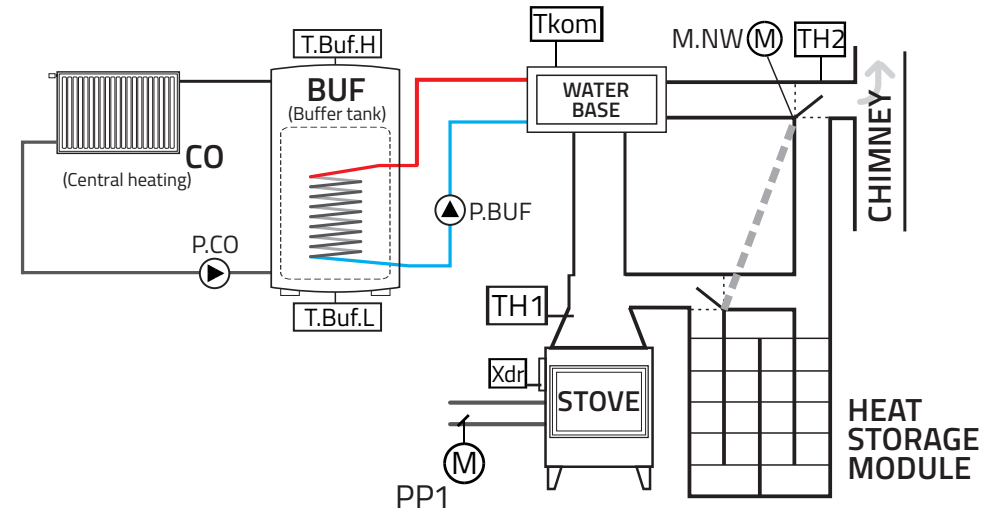 Tkom
M.NW
M
TH2
T.Buf.H
BUF
(Buffer tank)
WATER
BASE
CHIMNEY
CO
(Central heating)
P.BUF
P.CO
T.Buf.L
TH1
Xdr
STOVE
M
PP1
HEAT
STORAGE
MODULE